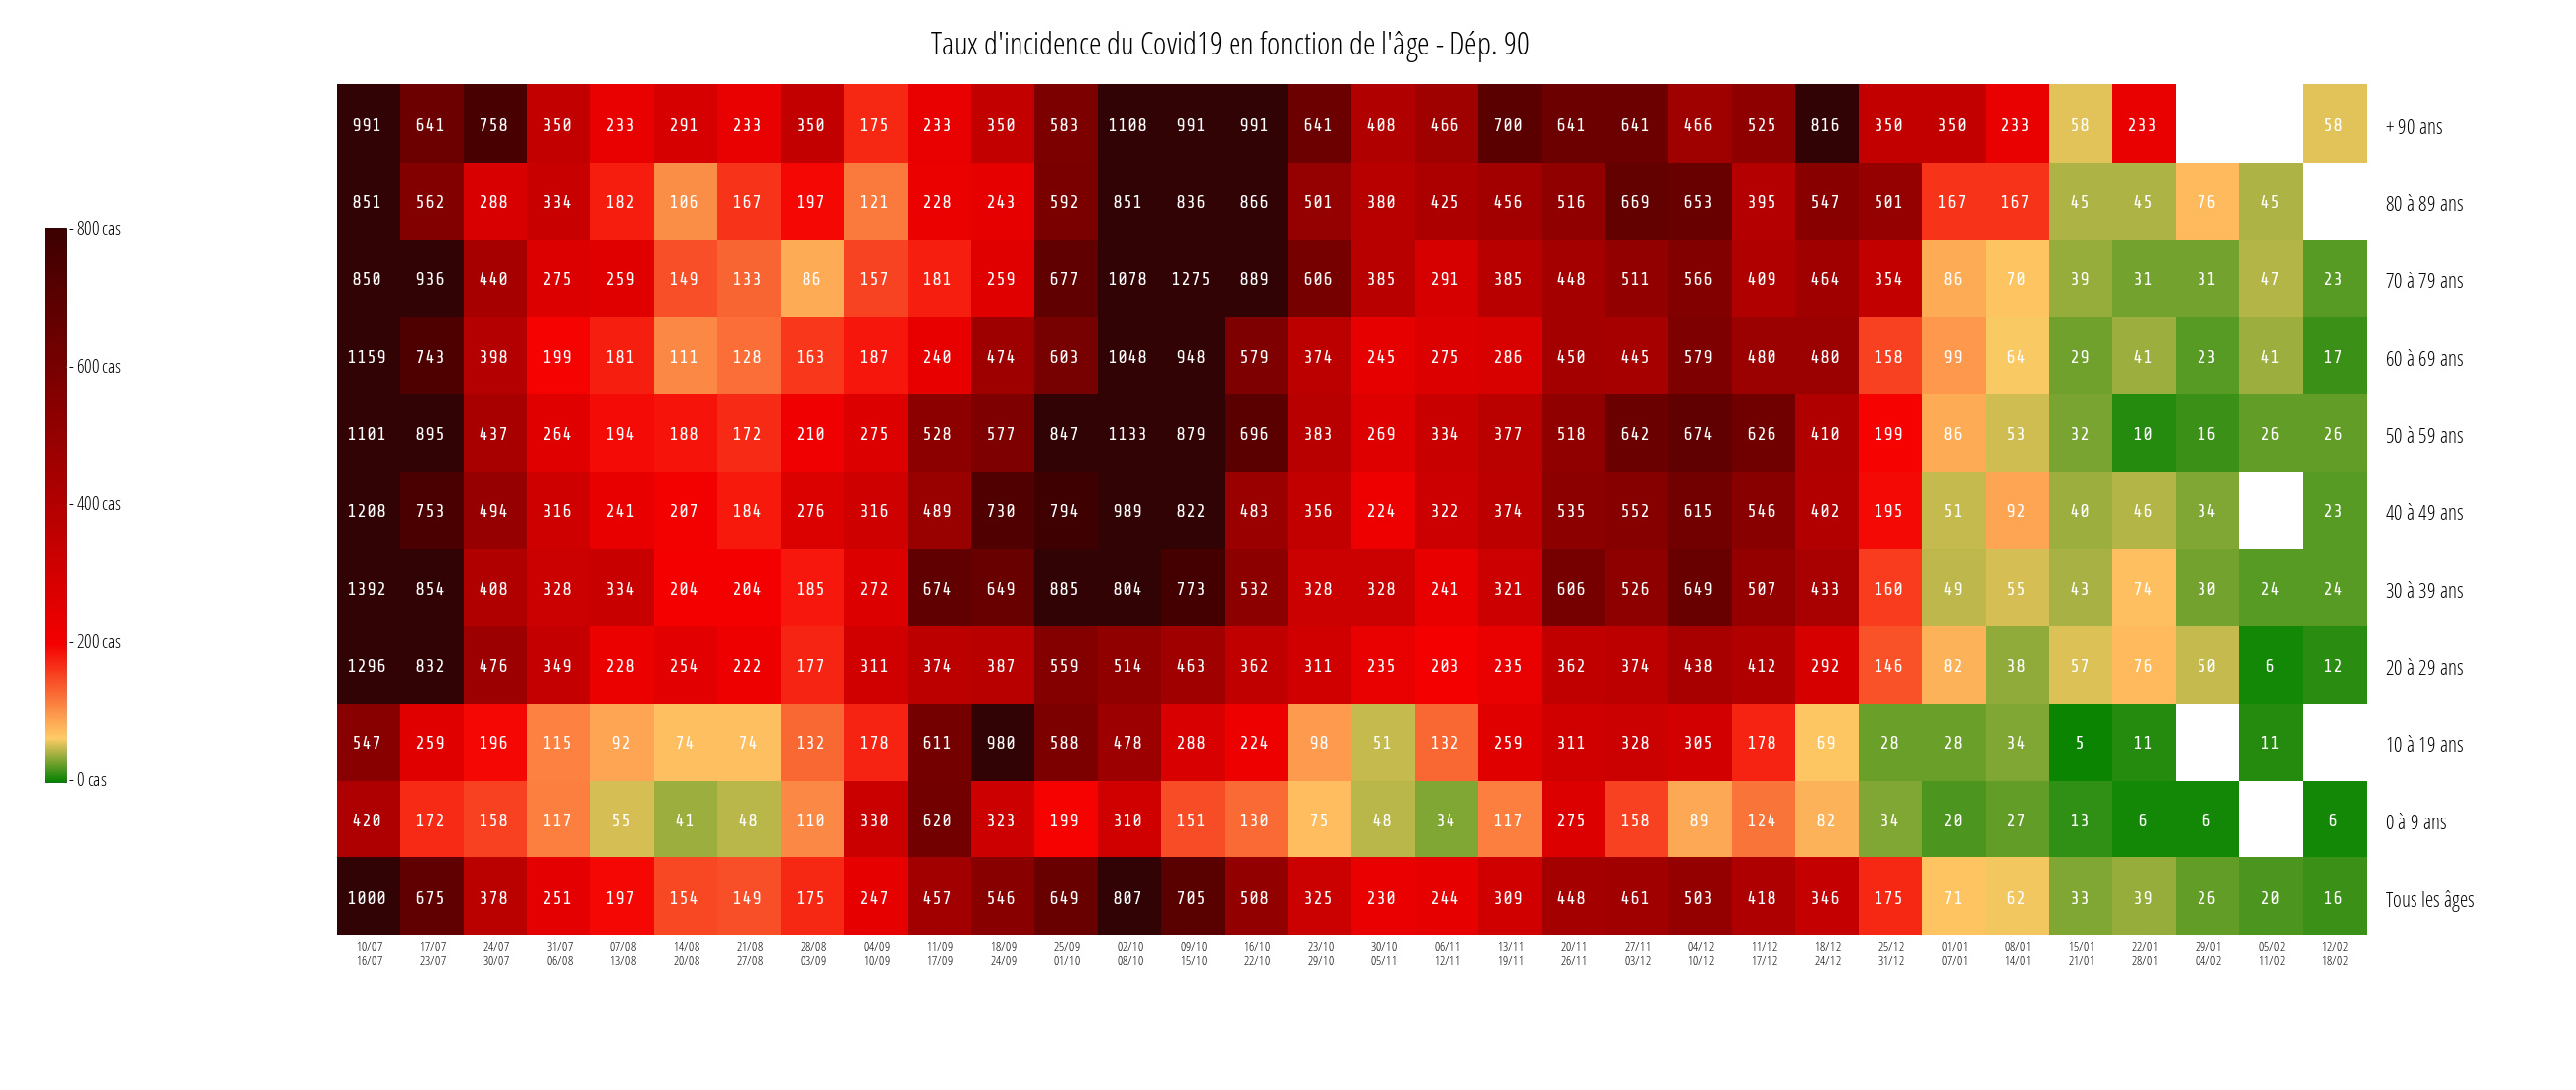 Taux d'incidence du Covid19 en fonction de l'âge - Dép. 90
- 800 cas
- 600 cas
- 400 cas
- 200 cas
- 0 cas
991 641 758 350 233 291 233 350 175 233 350 583 1108 991 991 641 408 466 700 641 641 466 525 816 350 350 233 58 233 58 + 90 ans
851 562 288 334 182 106 167 197 121 228 243 592 851 836 866 501 380 425 456 516 669 653 395 547 501 167 167 45 45 76 45 80 à 89 ans
850 936 440 275 259 149 133 86 157 181 259 677 1078 1275 889 606 385 291 385 448 511 566 409 464 354 86 70 39 31 31 47 23 70 à 79 ans
1159 743 398 199 181 111 128 163 187 240 474 603 1048 948 579 374 245 275 286 450 445 579 480 480 158 99 64 29 41 23 41 17 60 à 69 ans
1101 895 437 264 194 188 172 210 275 528 577 847 1133 879 696 383 269 334 377 518 642 674 626 410 199 86 53 32 10 16 26 26 50 à 59 ans
1208 753 494 316 241 207 184 276 316 489 730 794 989 822 483 356 224 322 374 535 552 615 546 402 195 51 92 40 46 34 23 40 à 49 ans
1392 854 408 328 334 204 204 185 272 674 649 885 804 773 532 328 328 241 321 606 526 649 507 433 160 49 55 43 74 30 24 24 30 à 39 ans
1296 832 476 349 228 254 222 177 311 374 387 559 514 463 362 311 235 203 235 362 374 438 412 292 146 82 38 57 76 50 6 12 20 à 29 ans
547 259 196 115 92 74 74 132 178 611 980 588 478 288 224 98 51 132 259 311 328 305 178 69 28 28 34 5 11 11 10 à 19 ans
420 172 158 117 55 41 48 110 330 620 323 199 310 151 130 75 48 34 117 275 158 89 124 82 34 20 27 13 6 6 6 0 à 9 ans
1000 675 378 251 197 154 149 175 247 457 546 649 807 705 508 325 230 244 309 448 461 503 418 346 175 71 62 33 39 26 20 16 Tous les âges
10/07 17/07 24/07 31/07 07/08 14/08 21/08 28/08 04/09 11/09 18/09 25/09 02/10 09/10 16/10 23/10 30/10 06/11 13/11 20/11 27/11 04/12 11/12 18/12 25/12 01/01 08/01 15/01 22/01 29/01 05/02 12/02
16/07 23/07 30/07 06/08 13/08 20/08 27/08 03/09 10/09 17/09 24/09 01/10 08/10 15/10 22/10 29/10 05/11 12/11 19/11 26/11 03/12 10/12 17/12 24/12 31/12 07/01 14/01 21/01 28/01 04/02 11/02 18/02